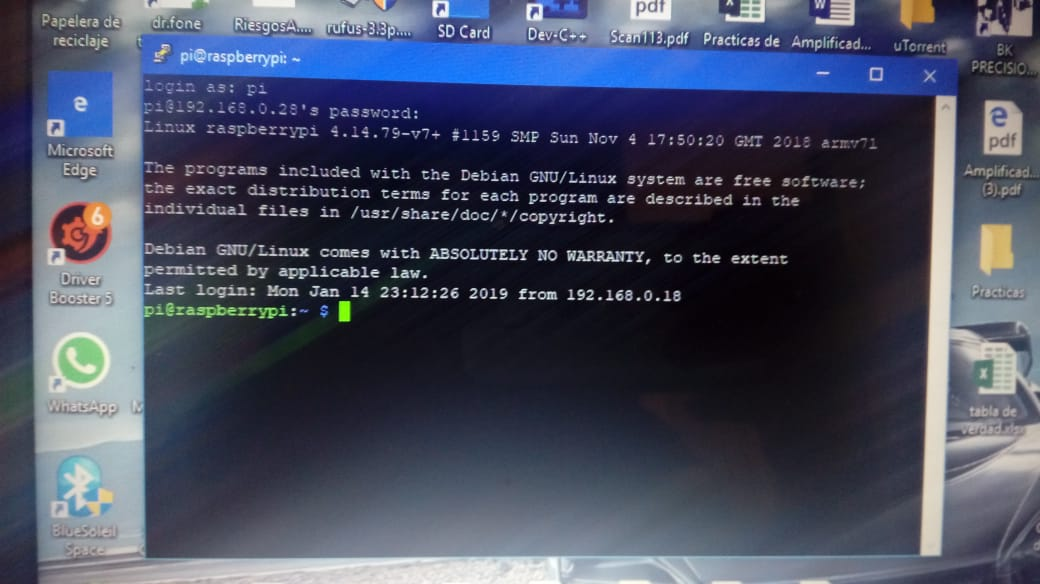 Papelera de
reciclaje
dr.fone
RiesgosA....
rufus-3.3p....
SD Card
Dev-C++
Scan113.pdf
Practicas de
Amplificad...
uTorrent
BK
PRECISIO...
pi@raspberrypi: ~
login as: pi
pi@192.168.0.28's password:
Linux raspberrypi 4.14.79-v7+ #1159 SMP Sun Nov 4 17:50:20 GMT 2018 armv7l
The programs included with the Debian GNU/Linux system are free software;
the exact distribution terms for each program are described in the
individual files in /usr/share/doc/*/copyright.
Debian GNU/Linux comes with ABSOLUTELY NO WARRANTY, to the extent
permitted by applicable law.
Last login: Mon Jan 14 23:12:26 2019 from 192.168.0.18
pi@raspberrypi:~ $
Microsoft
Edge
6
Driver
Booster 5
WhatsApp
BlueSoleil
Space
pdf
pdf
Amplificad...
(3).pdf
Practicas
tabla de
verdad.xlsx